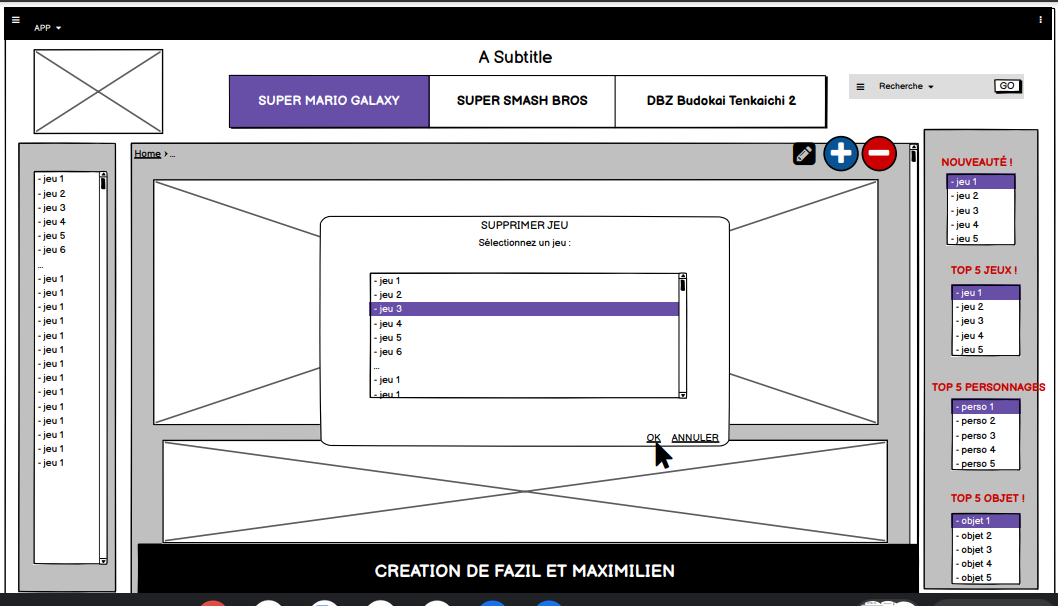 APP
A Subtitle
SUPER MARIO GALAXY
SUPER SMASH BROS
DBZ Budokai Tenkaichi 2
Recherche
GO
Home ›...
- jeu 1
- jeu 2
- jeu 3
- jeu 4
- jeu 5
- jeu 6
...
- jeu 1
- jeu 1
- jeu 1
- jeu 1
- jeu 1
- jeu 1
- jeu 1
- jeu 1
- jeu 1
- jeu 1
- jeu 1
- jeu 1
- jeu 1
- jeu 1
SUPPRIMER JEU
Sélectionnez un jeu :
- jeu 1
- jeu 2
- jeu 3
- jeu 4
- jeu 5
- jeu 6
...
- jeu 1
- jeu 1
OK ANNULER
NOUVEAUTÉ !
- jeu 1
- jeu 2
- jeu 3
- jeu 4
- jeu 5
TOP 5 JEUX !
- jeu 1
- jeu 2
- jeu 3
- jeu 4
- jeu 5
TOP 5 PERSONNAGES
- perso 1
- perso 2
- perso 3
- perso 4
- perso 5
TOP 5 OBJET !
- objet 1
- objet 2
- objet 3
- objet 4
- objet 5
CREATION DE FAZIL ET MAXIMILIEN